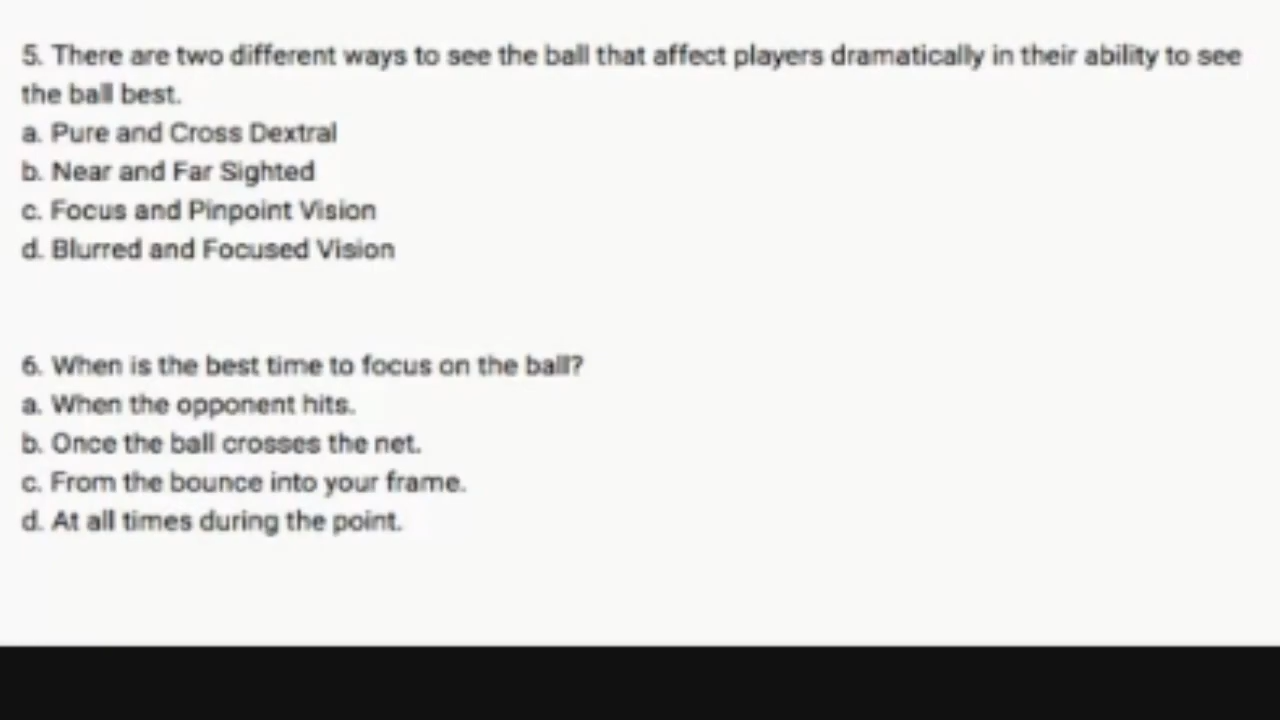 5. There are two different ways to see the ball that affect players dramatically in their ability to see
the ball best.
a. Pure and Cross Dextral
b. Near and Far Sighted
c. Focus and Pinpoint Vision
d. Blurred and Focused Vision
6. When is the best time to focus on the ball?
a. When the opponent hits.
b. Once the ball crosses the net.
c. From the bounce into your frame.
d. At all times during the point.